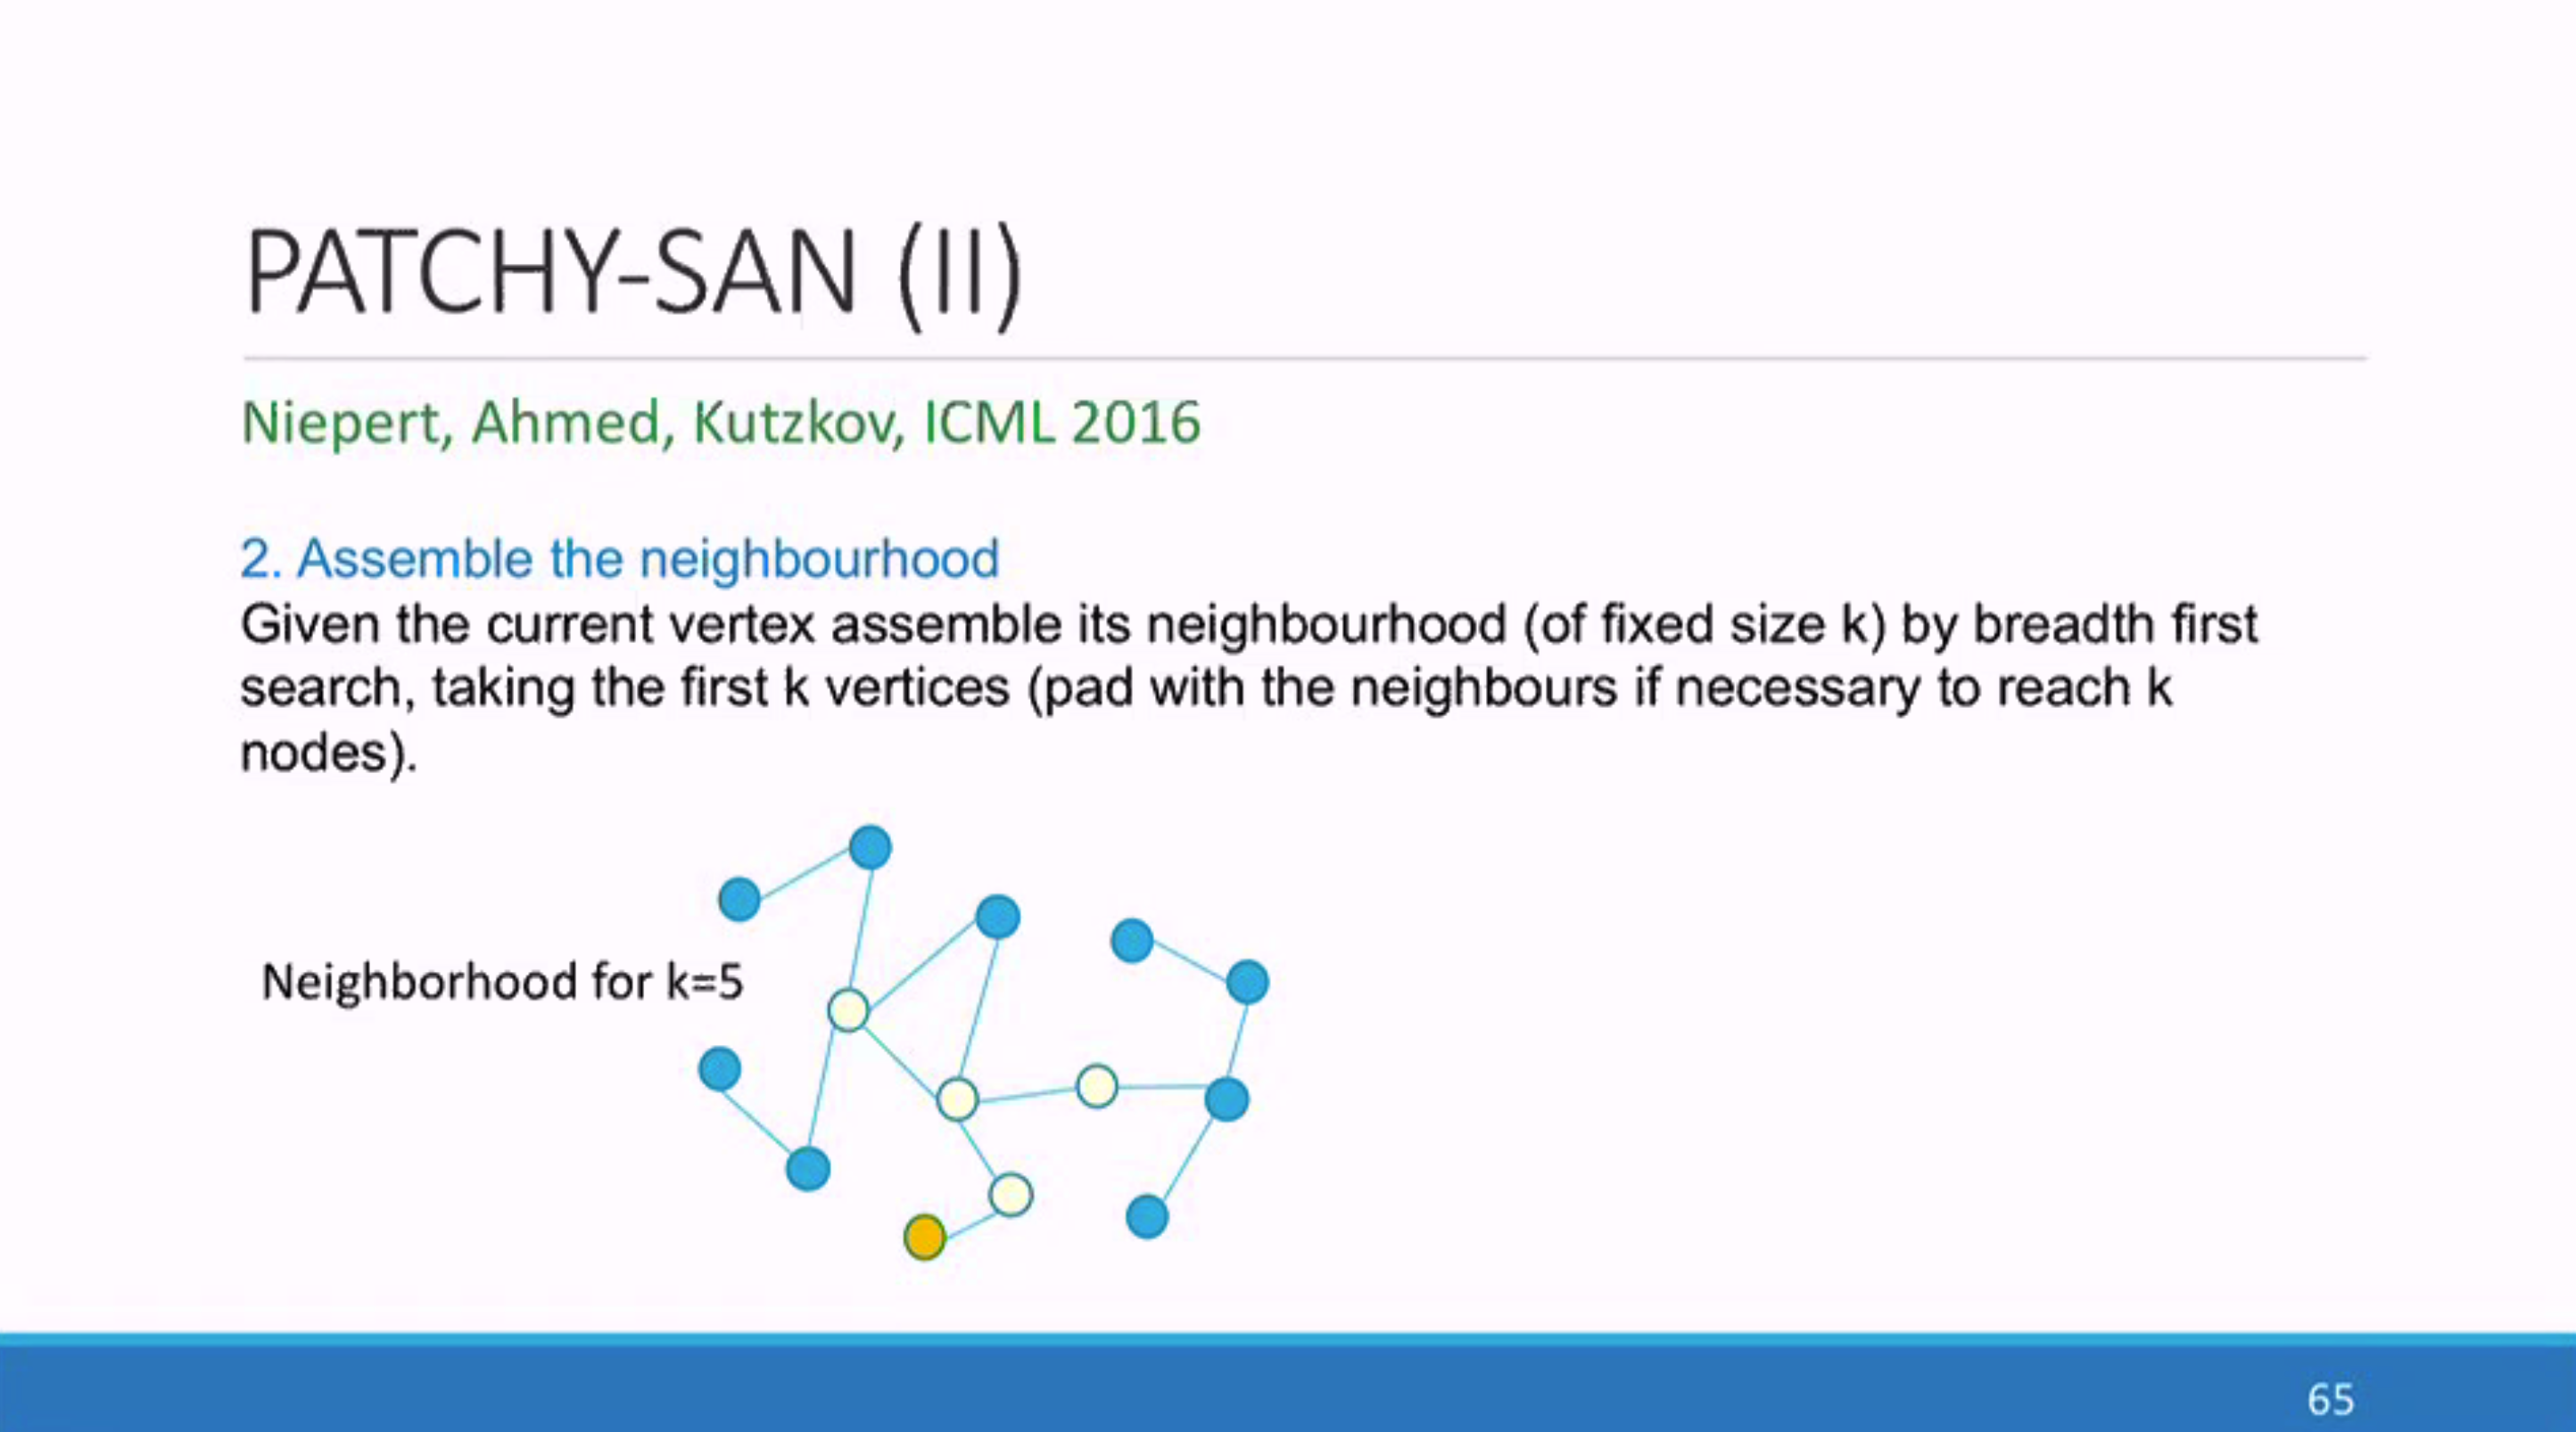 PATCHY-SAN (II)
Niepert, Ahmed, Kutzkov, ICML 2016
2. Assemble the neighbourhood
Given the current vertex assemble its neighbourhood (of fixed size k) by breadth first
search, taking the first k vertices (pad with the neighbours if necessary to reach k
nodes).
Neighborhood for k=5
65